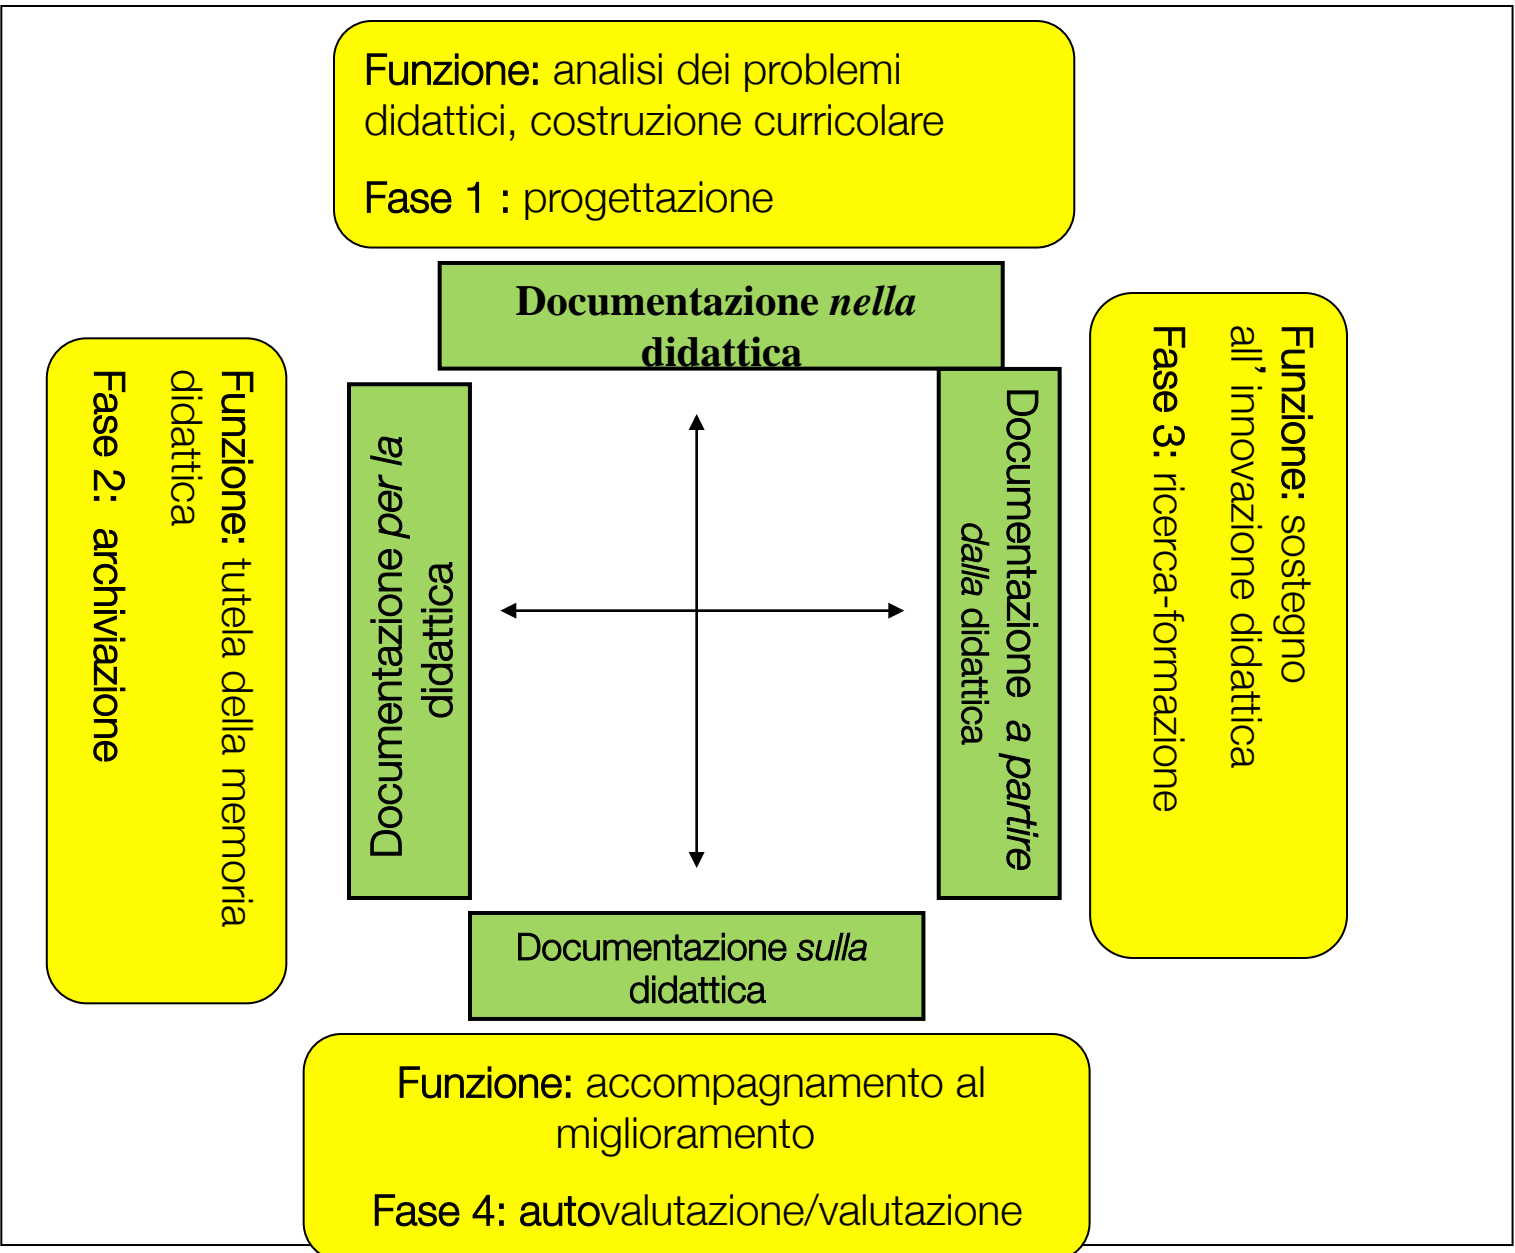 Funzione: analisi dei problemi
didattici, costruzione curricolare
Fase 1 : progettazione
Documentazione nella
didattica
Funzione: tutela della memoria
didattica
Fase 2: archiviazione
Documentazione per la
didattica
Documentazione a partire
dalla didattica
Funzione: sostegno
all’ innovazione didattica
Fase 3: ricerca-formazione
Documentazione sulla
didattica
Funzione: accompagnamento al
miglioramento
Fase 4: autovalutazione/valutazione